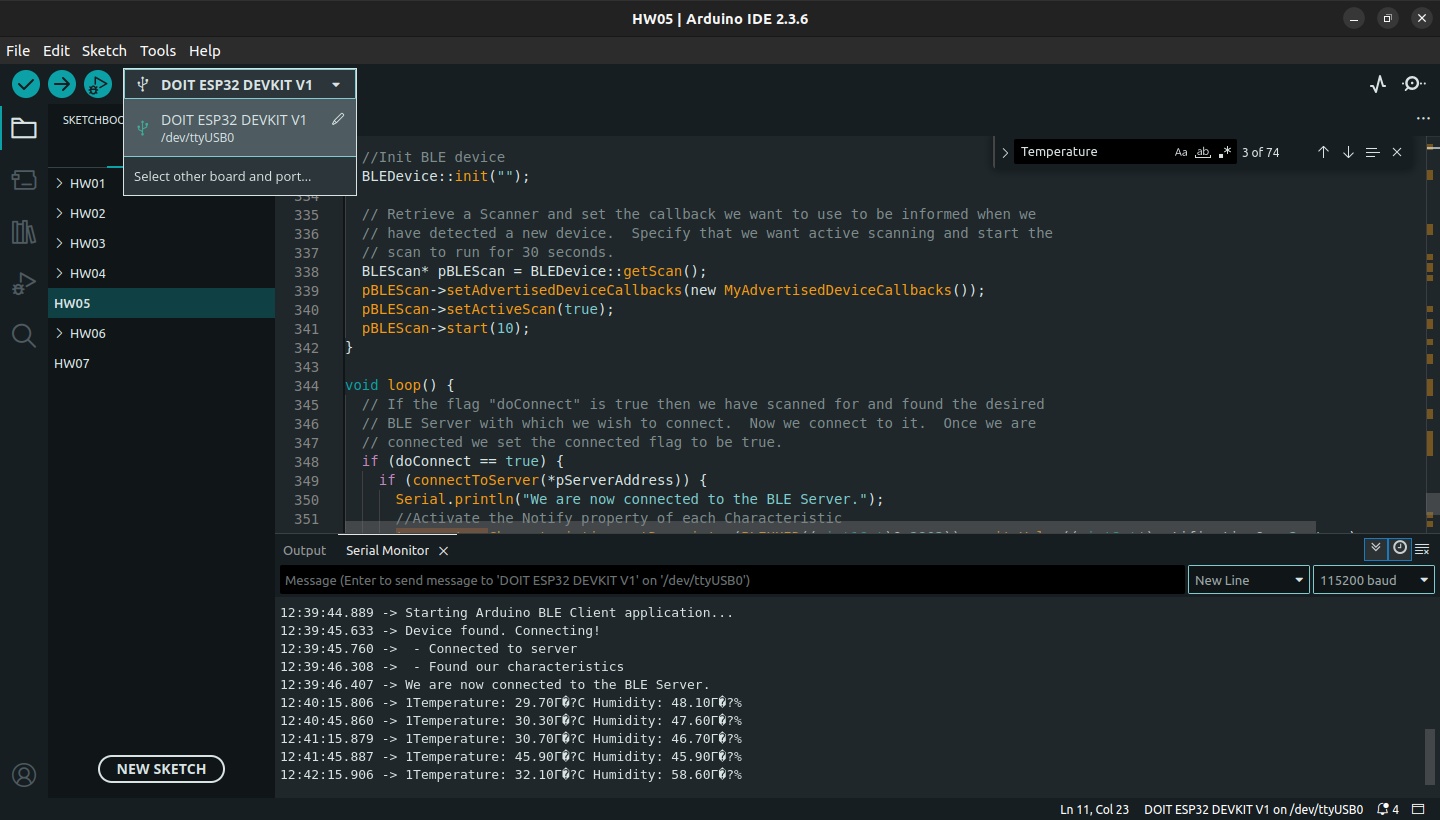 HW05 | Arduino IDE 2.3.6
File Edit Sketch Tools Help
DOIT ESP32 DEVKIT V1
DOIT ESP32 DEVKIT V1
/dev/ttyUSB0
Select other board and port...
SKETCHBOO
HW01
HW02
HW03
HW04
HW05
HW06
HW07
NEW SKETCH
Temperature Aa ab 3 of 74
//Init BLE device
BLEDevice::init("");
334
335 // Retrieve a Scanner and set the callback we want to use to be informed when we
336 // have detected a new device.  Specify that we want active scanning and start the
337 // scan to run for 30 seconds.
338 BLEScan* pBLEScan = BLEDevice::getScan();
339 pBLEScan->setAdvertisedDeviceCallbacks(new MyAdvertisedDeviceCallbacks());
340 pBLEScan->setActiveScan(true);
341 pBLEScan->start(10);
342 }
343
344 void loop() {
345 // If the flag "doConnect" is true then we have scanned for and found the desired
346 // BLE Server with which we wish to connect.  Now we connect to it.  Once we are
347 // connected we set the connected flag to be true.
348 if (doConnect == true) {
349 if (connectToServer(*pServerAddress)) {
350 Serial.println("We are now connected to the BLE Server.");
351 //Activate the Notify property of each Characteristic
Output Serial Monitor
Message (Enter to send message to 'DOIT ESP32 DEVKIT V1' on '/dev/ttyUSB0')
New Line
115200 baud
12:39:44.889 -> Starting Arduino BLE Client application...
12:39:45.633 -> Device found. Connecting!
12:39:45.760 ->  - Connected to server
12:39:46.308 ->  - Found our characteristics
12:39:46.407 -> We are now connected to the BLE Server.
12:40:15.806 -> 1Temperature: 29.70Г�?C Humidity: 48.10Г�?%
12:40:45.860 -> 1Temperature: 30.30Г�?C Humidity: 47.60Г�?%
12:41:15.879 -> 1Temperature: 30.70Г�?C Humidity: 46.70Г�?%
12:41:45.887 -> 1Temperature: 45.90Г�?C Humidity: 45.90Г�?%
12:42:15.906 -> 1Temperature: 32.10Г�?C Humidity: 58.60Г�?%
Ln 11, Col 23 DOIT ESP32 DEVKIT V1 on /dev/ttyUSB0 4